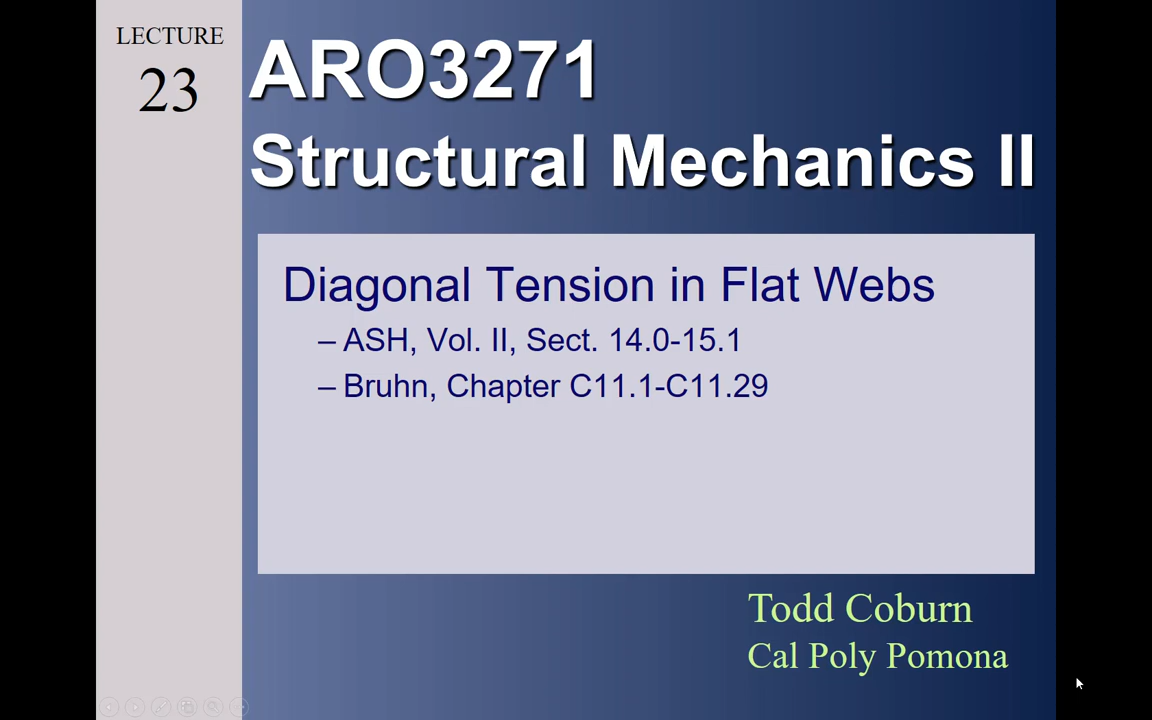 LECTURE
23
ARO3271
Structural Mechanics II
Diagonal Tension in Flat Webs
– ASH, Vol. II, Sect. 14.0-15.1
– Bruhn, Chapter C11.1-C11.29
Todd Coburn
Cal Poly Pomona